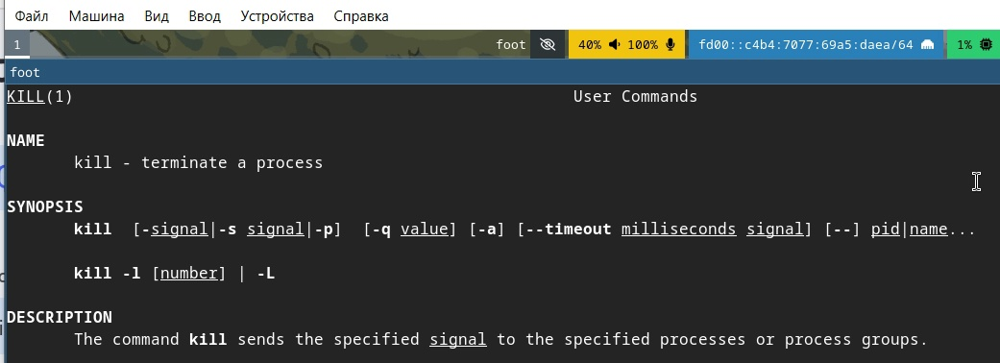 Файл Машина Вид Ввод Устройства Справка
1 foot 40% 100% fd00::c4b4:7077:69a5:daea/64 1%
foot
KILL(1) User Commands
NAME
kill - terminate a process
SYNOPSIS
kill [-signal|-s signal|-p] [-q value] [-a] [--timeout milliseconds signal] [--] pid|name...
kill -l [number] | -L
DESCRIPTION
The command kill sends the specified signal to the specified processes or process groups.